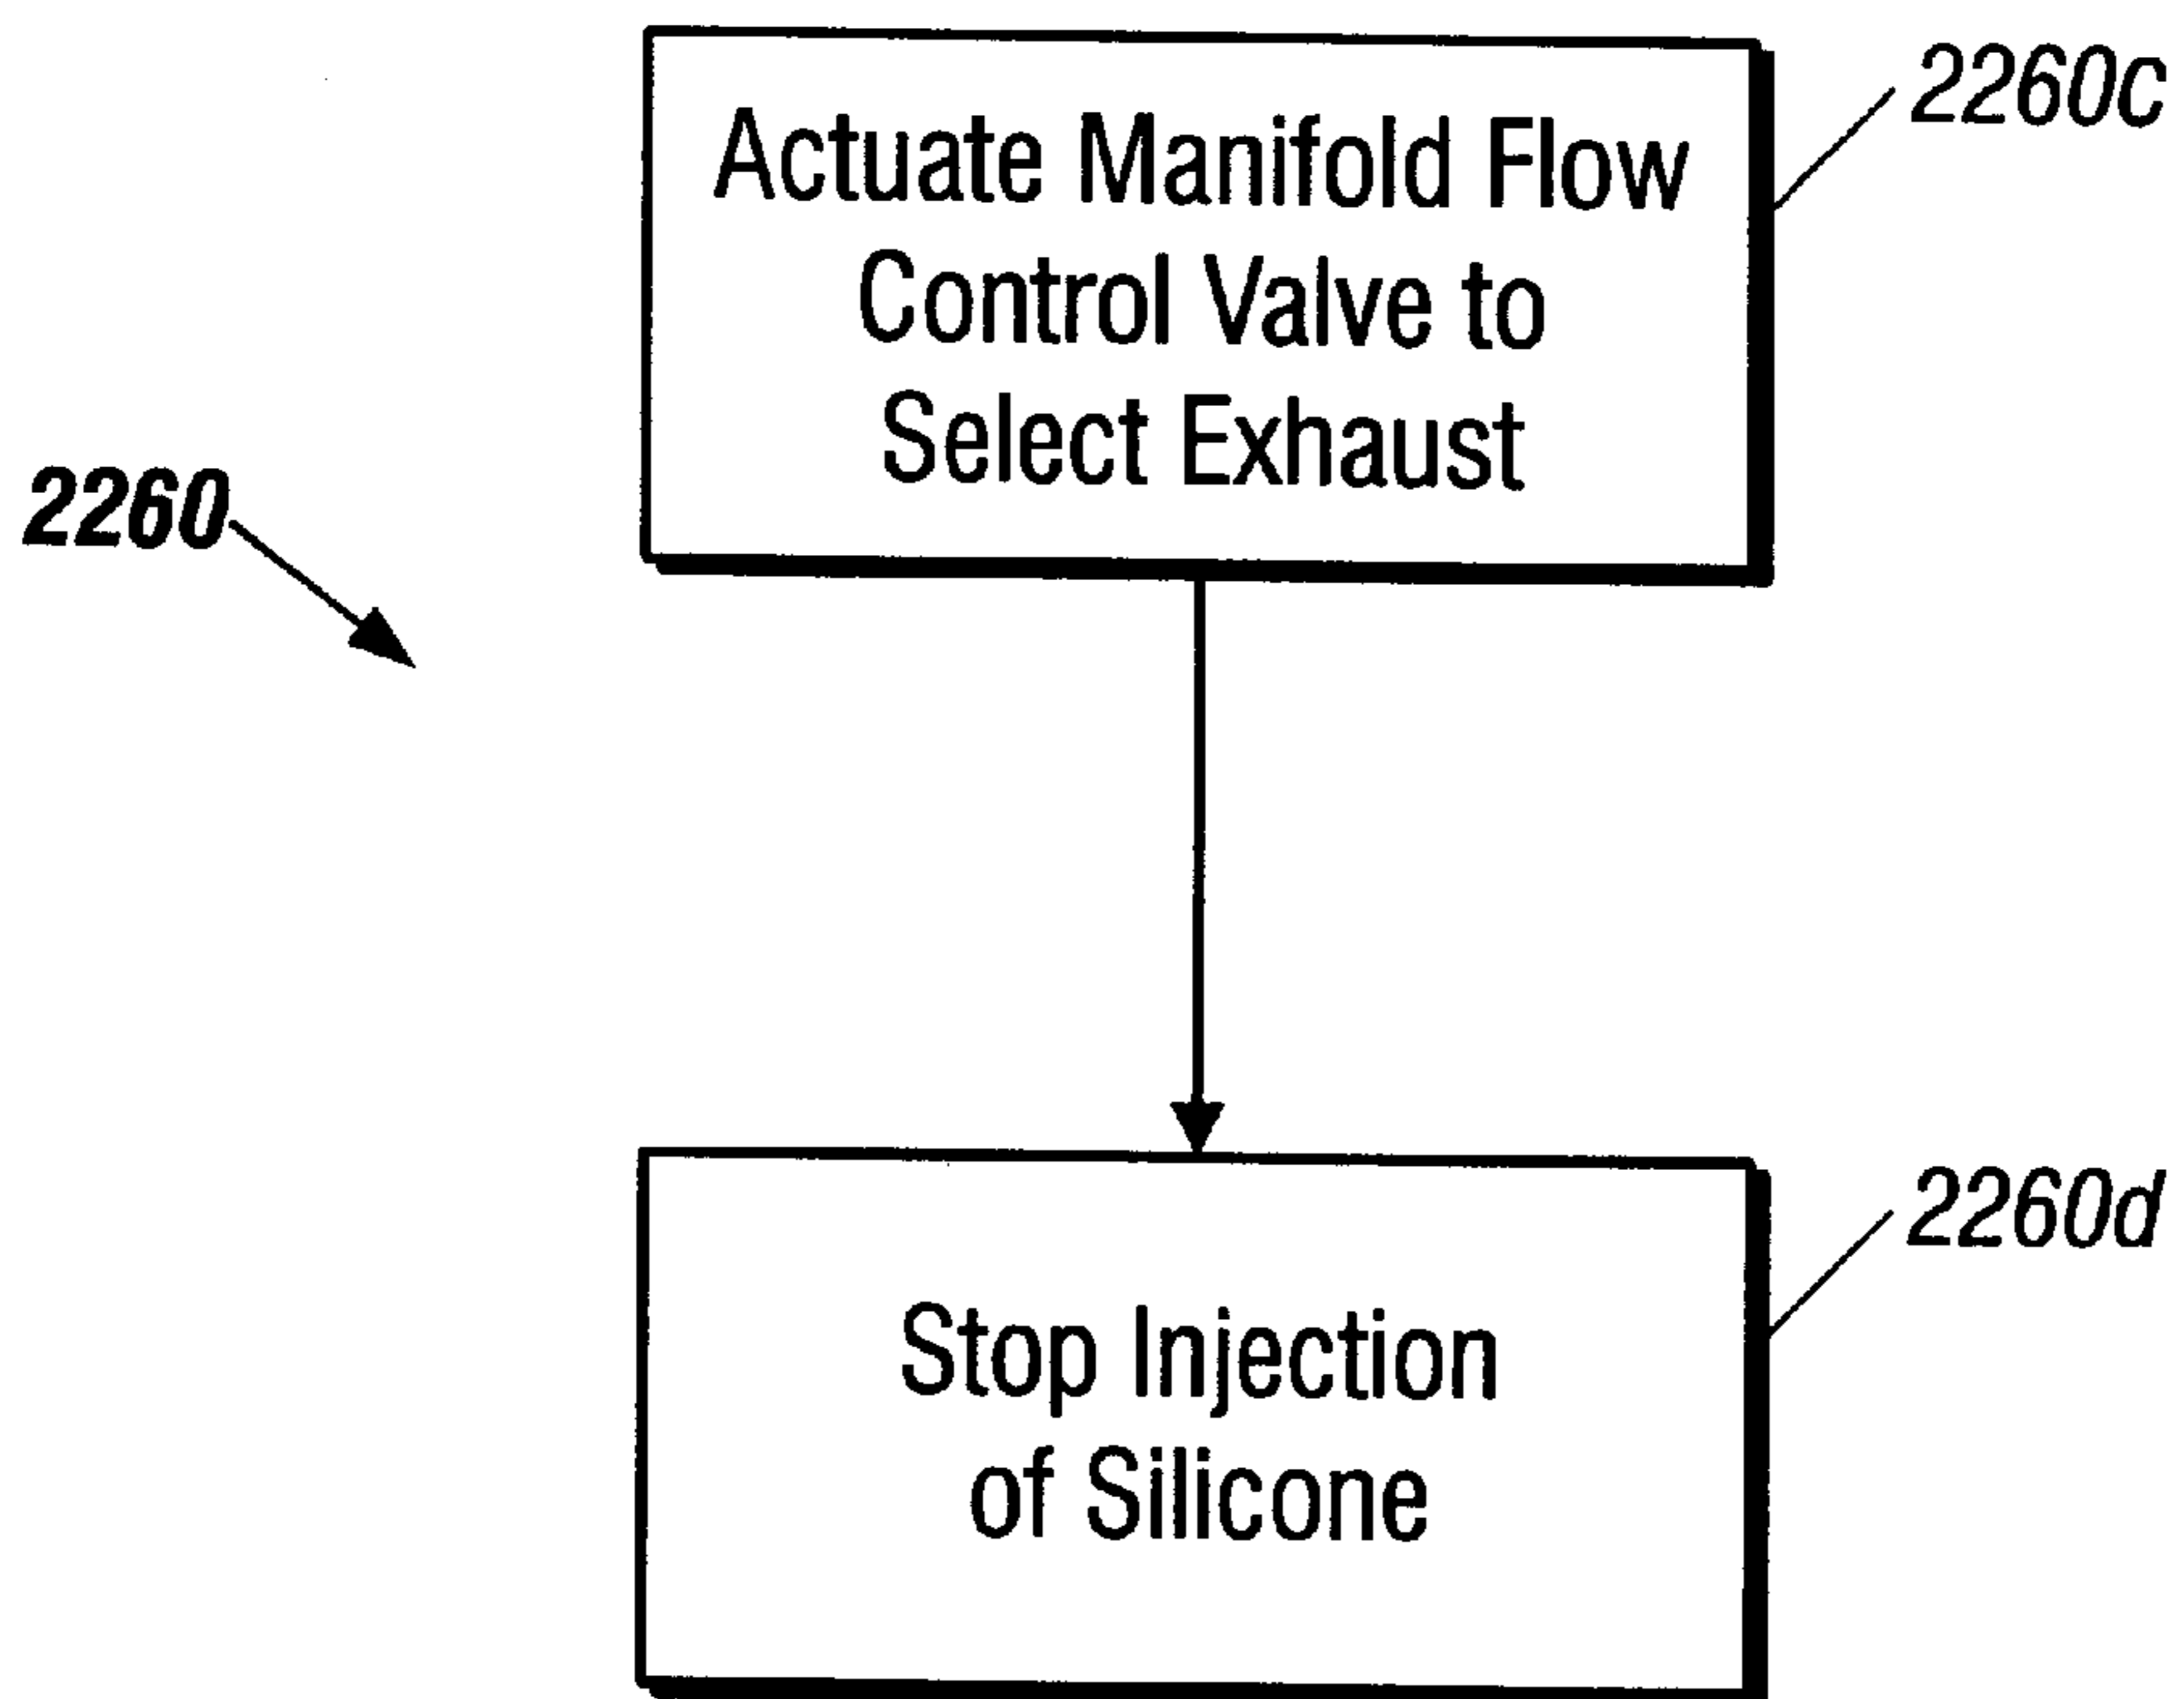 Actuate Manifold Flow
Control Valve to
Select Exhaust
2260c
2260
Stop Injection
of Silicone
2260d